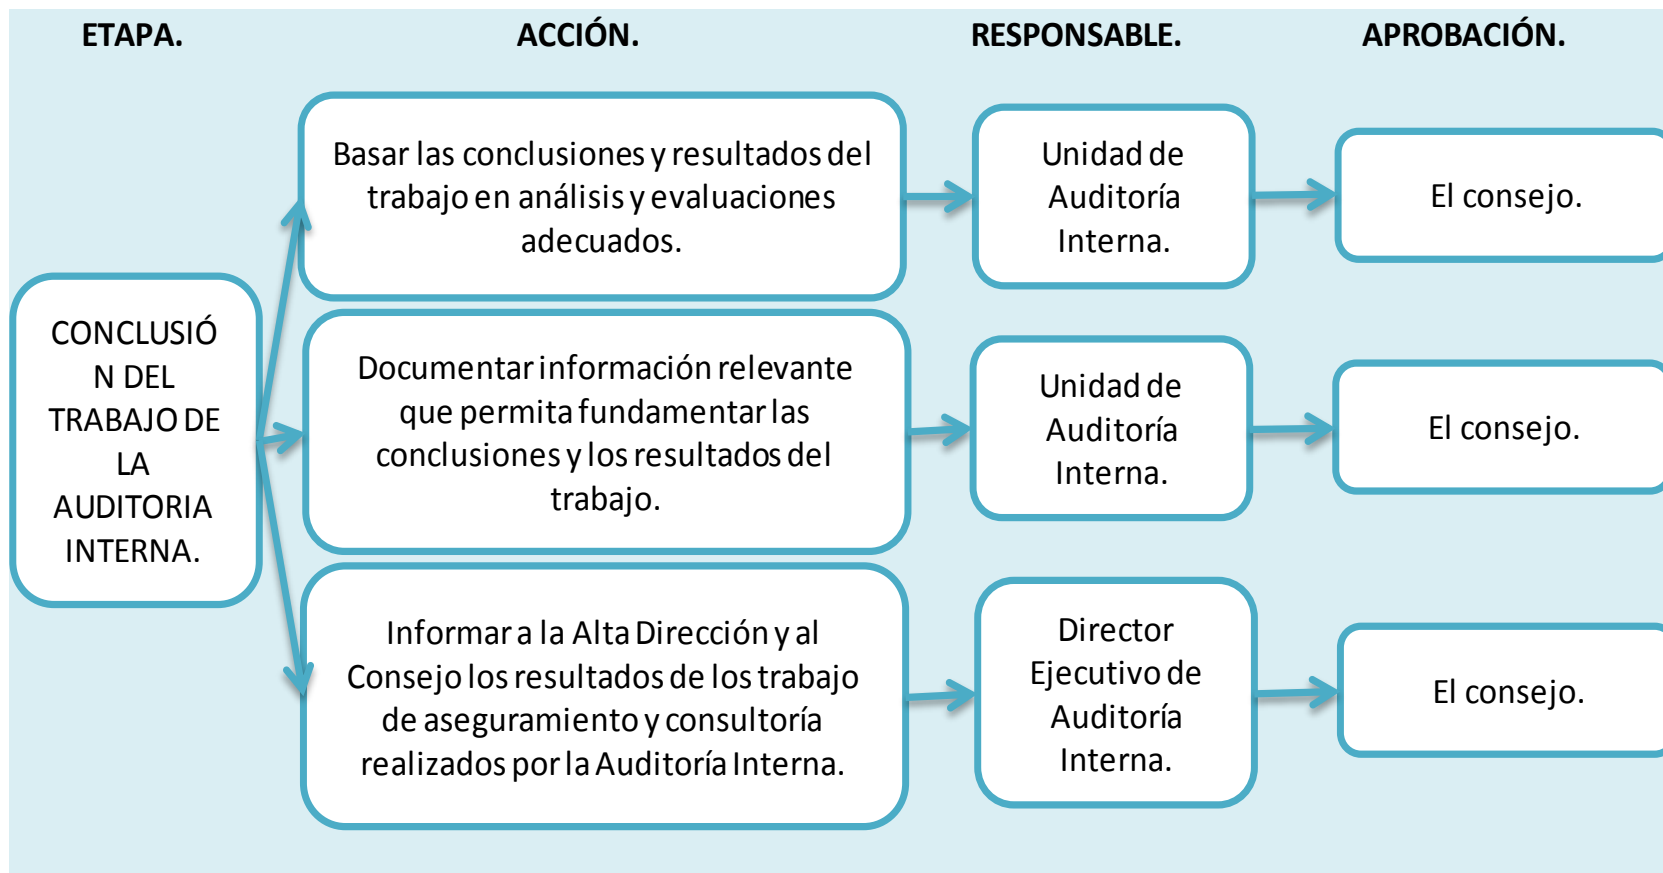 ETAPA.
ACCIÓN.
RESPONSABLE.
APROBACIÓN.
CONCLUSIÓ
N DEL
TRABAJO DE
LA
AUDITORIA
INTERNA.
Basar las conclusiones y resultados del
trabajo en análisis y evaluaciones
adecuados.
Unidad de
Auditoría
Interna.
El consejo.
Documentar información relevante
que permita fundamentar las
conclusiones y los resultados del
trabajo.
Unidad de
Auditoría
Interna.
El consejo.
Informar a la Alta Dirección y al
Consejo los resultados de los trabajo
de aseguramiento y consultoría
realizados por la Auditoría Interna.
Director
Ejecutivo de
Auditoría
Interna.
El consejo.